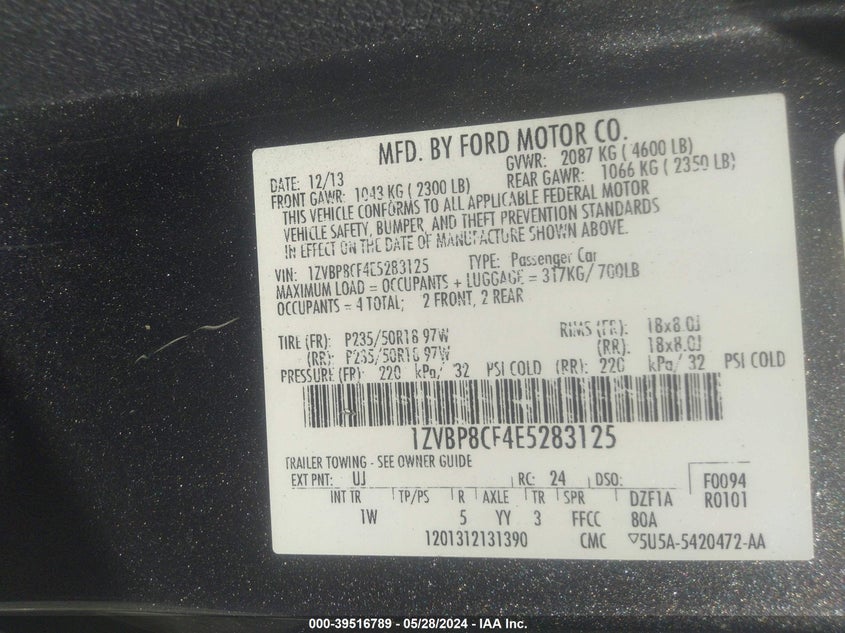 MFD. BY FORD MOTOR CO.
DATE: 12/13 GVWR: 2087 KG ( 4600 LB)
FRONT GAWR: 1043 KG ( 2300 LB) REAR GAWR: 1066 KG ( 2350 LB)
THIS VEHICLE CONFORMS TO ALL APPLICABLE FEDERAL MOTOR
VEHICLE SAFETY, BUMPER, AND THEFT PREVENTION STANDARDS
IN EFFECT ON THE DATE OF MANUFACTURE SHOWN ABOVE.
VIN: 1ZVBP8CF4E5283125 TYPE: Passenger Car
MAXIMUM LOAD = OCCUPANTS + LUGGAGE = 317KG/ 700LB
OCCUPANTS = 4 TOTAL; 2 FRONT, 2 REAR
TIRE (FR): P235/50R18 97W RIMS (FR): 18x8.0J
(RR): P235/50R18 97W (RR): 18x8.0J
PRESSURE (FR): 220 kPa/ 32 PSI COLD (RR): 220 kPa/ 32 PSI COLD
1ZVBP8CF4E5283125
TRAILER TOWING - SEE OWNER GUIDE
EXT PNT: UJ RC: 24 DSO: F0094
INT TR TP/PS R AXLE TR SPR DZF1A R0101
1W 5 YY 3 FFCC 80A
1201312131390 CMC ▽5U5A-5420472-AA
000-39516789 - 05/28/2024 - IAA Inc.